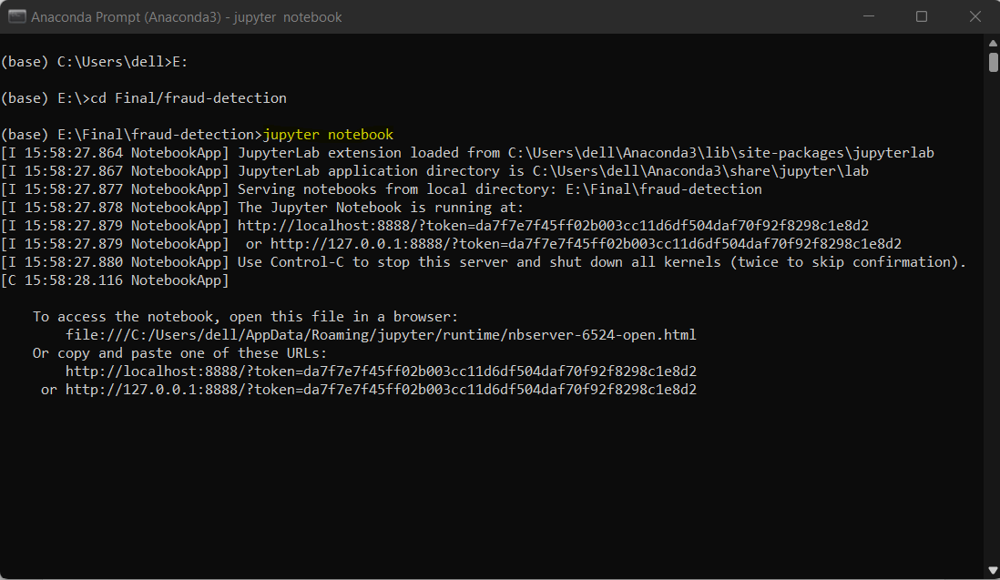 Anaconda Prompt (Anaconda3) - jupyter  notebook
(base) C:\Users\dell>E:
(base) E:\>cd Final/fraud-detection
(base) E:\Final\fraud-detection>jupyter notebook
[I 15:58:27.864 NotebookApp] JupyterLab extension loaded from C:\Users\dell\Anaconda3\lib\site-packages\jupyterlab
[I 15:58:27.867 NotebookApp] JupyterLab application directory is C:\Users\dell\Anaconda3\share\jupyter\lab
[I 15:58:27.877 NotebookApp] Serving notebooks from local directory: E:\Final\fraud-detection
[I 15:58:27.878 NotebookApp] The Jupyter Notebook is running at:
[I 15:58:27.879 NotebookApp] http://localhost:8888/?token=da7f7e7f45ff02b003cc11d6df504daf70f92f8298c1e8d2
[I 15:58:27.879 NotebookApp]  or http://127.0.0.1:8888/?token=da7f7e7f45ff02b003cc11d6df504daf70f92f8298c1e8d2
[I 15:58:27.880 NotebookApp] Use Control-C to stop this server and shut down all kernels (twice to skip confirmation).
[C 15:58:28.116 NotebookApp]
    To access the notebook, open this file in a browser:
        file:///C:/Users/dell/AppData/Roaming/jupyter/runtime/nbserver-6524-open.html
    Or copy and paste one of these URLs:
        http://localhost:8888/?token=da7f7e7f45ff02b003cc11d6df504daf70f92f8298c1e8d2
     or http://127.0.0.1:8888/?token=da7f7e7f45ff02b003cc11d6df504daf70f92f8298c1e8d2